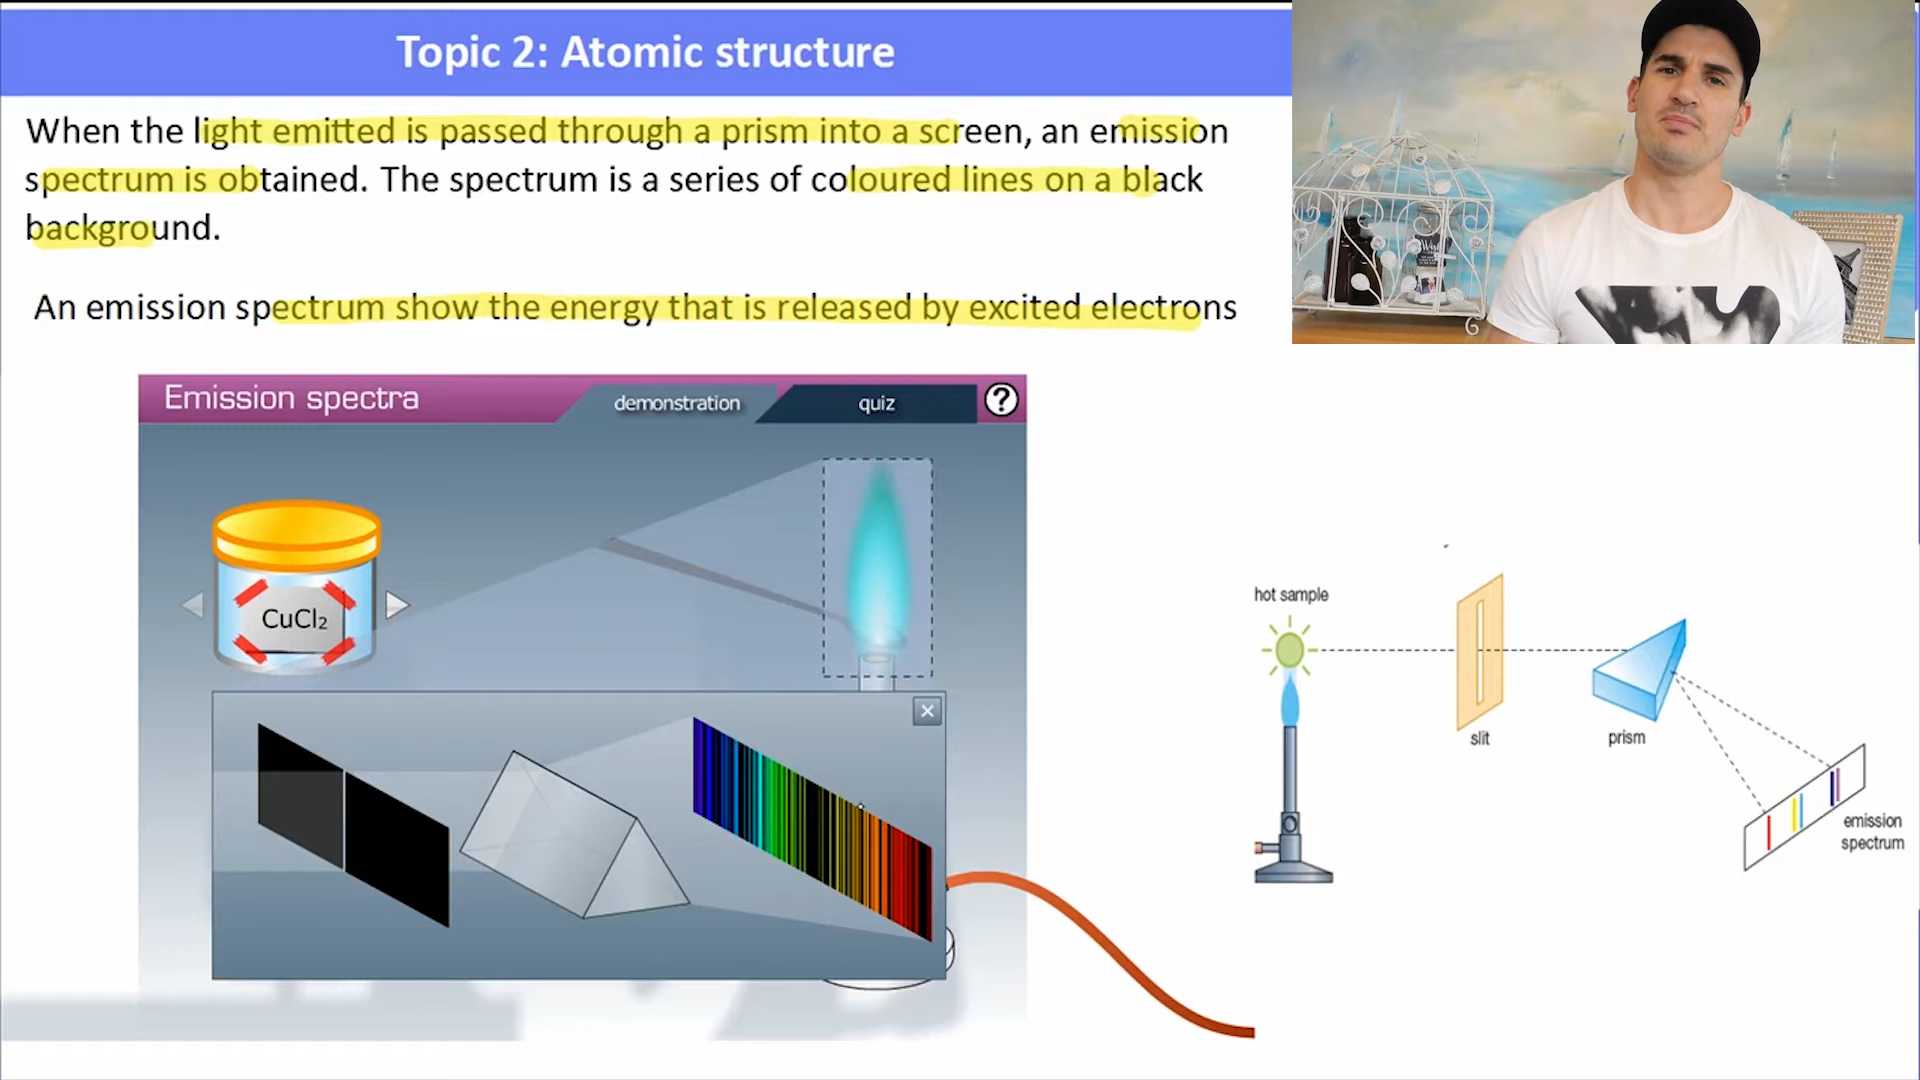 Topic 2: Atomic structure
When the light emitted is passed through a prism into a screen, an emission
spectrum is obtained. The spectrum is a series of coloured lines on a black
background.
An emission spectrum show the energy that is released by excited electrons
Emission spectra
demonstration
quiz
?
CuCl₂
hot sample
slit
prism
emission
spectrum